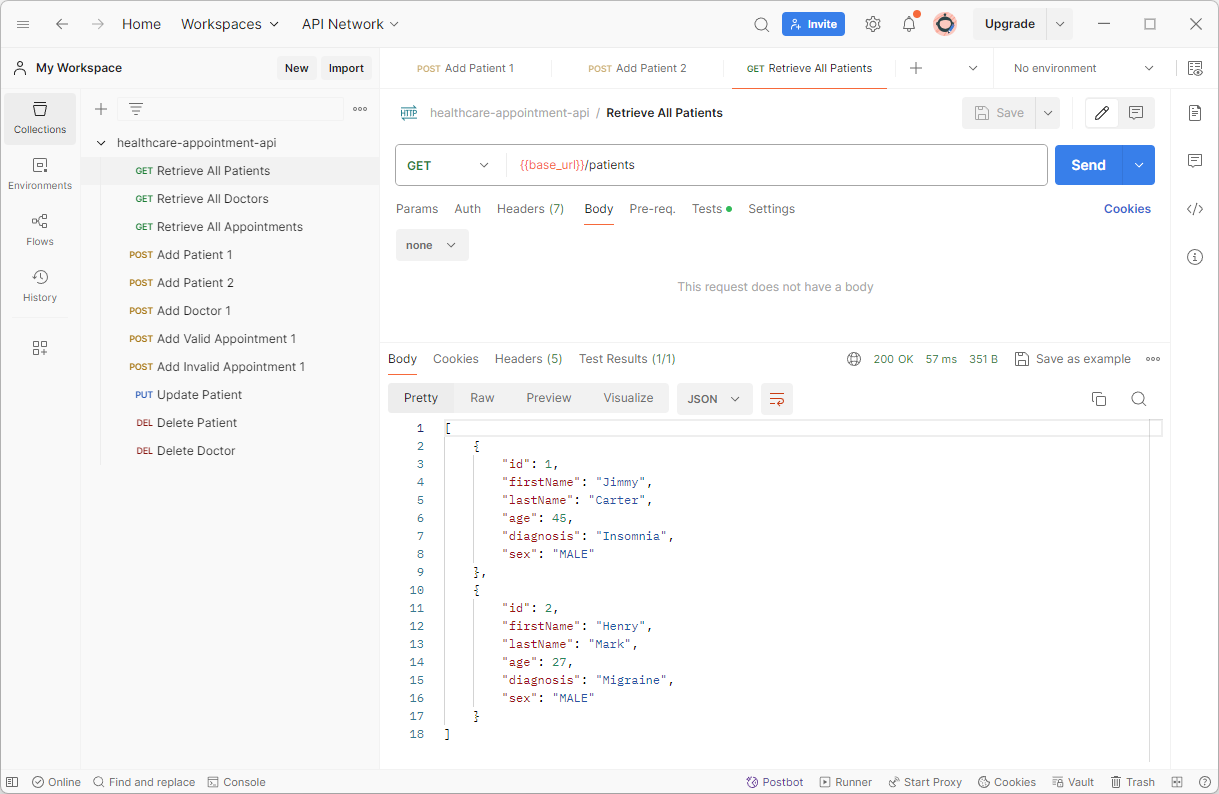 Home Workspaces API Network Invite Upgrade
My Workspace New Import
POST Add Patient 1 POST Add Patient 2 GET Retrieve All Patients No environment
Collections
Environments
Flows
History
healthcare-appointment-api
GET Retrieve All Patients
GET Retrieve All Doctors
GET Retrieve All Appointments
POST Add Patient 1
POST Add Patient 2
POST Add Doctor 1
POST Add Valid Appointment 1
POST Add Invalid Appointment 1
PUT Update Patient
DEL Delete Patient
DEL Delete Doctor
HTTP healthcare-appointment-api / Retrieve All Patients Save
GET {{base_url}}/patients Send
Params Auth Headers (7) Body Pre-req. Tests Settings Cookies
none
This request does not have a body
Body Cookies Headers (5) Test Results (1/1) 200 OK 57 ms 351 B Save as example
Pretty Raw Preview Visualize JSON
1 [
2 {
3 "id": 1,
4 "firstName": "Jimmy",
5 "lastName": "Carter",
6 "age": 45,
7 "diagnosis": "Insomnia",
8 "sex": "MALE"
9 },
10 {
11 "id": 2,
12 "firstName": "Henry",
13 "lastName": "Mark",
14 "age": 27,
15 "diagnosis": "Migraine",
16 "sex": "MALE"
17 }
18 ]
Online Find and replace Console Postbot Runner Start Proxy Cookies Vault Trash